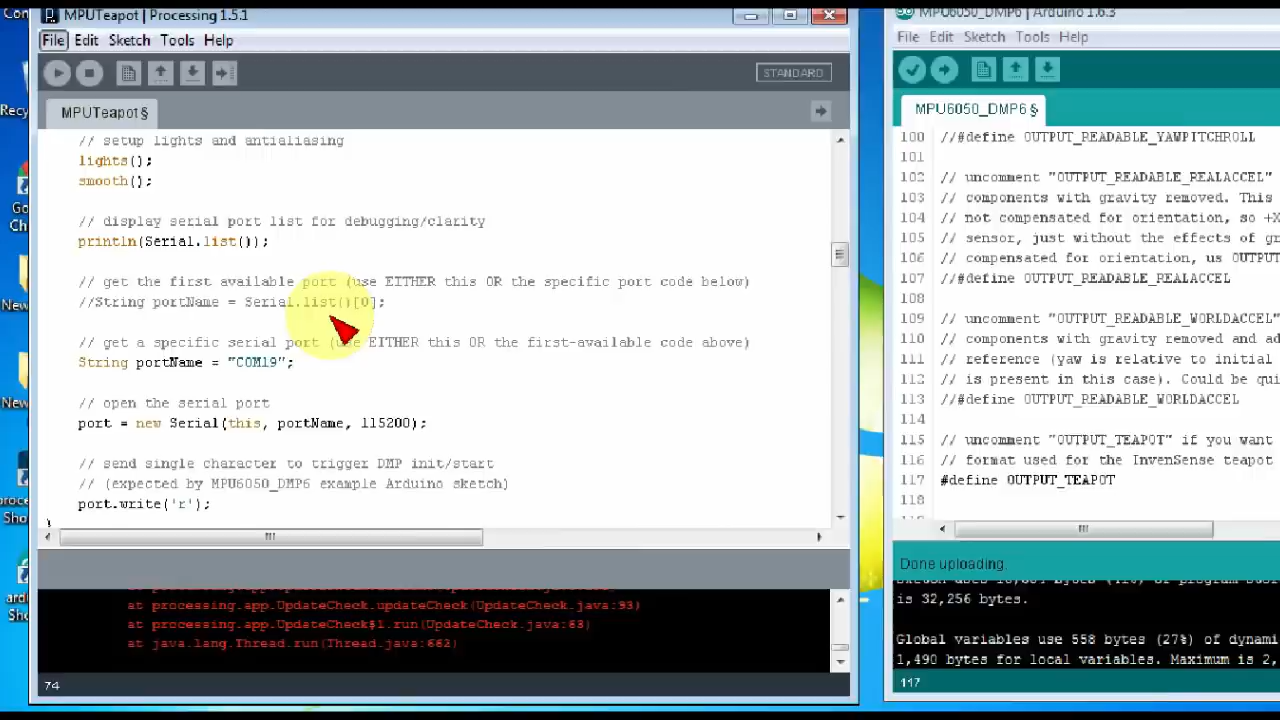 MPUTeapot | Processing 1.5.1
File Edit Sketch Tools Help
STANDARD
MPUTeapot §
// setup lights and antialiasing
lights();
smooth();
// display serial port list for debugging/clarity
println(Serial.list());
// get the first available port (use EITHER this OR the specific port code below)
//String portName = Serial.list()[0];
// get a specific serial port (use EITHER this OR the first-available code above)
String portName = "COM19";
// open the serial port
port = new Serial(this, portName, 115200);
// send single character to trigger DMP init/start
// (expected by MPU6050_DMP6 example Arduino sketch)
port.write('r');
}
at processing.app.UpdateCheck.updateCheck(UpdateCheck.java:93)
at processing.app.UpdateCheck$1.run(UpdateCheck.java:63)
at java.lang.Thread.run(Thread.java:662)
74
MPU6050_DMP6 | Arduino 1.6.3
File Edit Sketch Tools Help
MPU6050_DMP6 §
100 //#define OUTPUT_READABLE_YAWPITCHROLL
101
102 // uncomment "OUTPUT_READABLE_REALACCEL"
103 // components with gravity removed. This
104 // not compensated for orientation, so +X
105 // sensor, just without the effects of gr
106 // compensated for orientation, us OUTPUT
107 //#define OUTPUT_READABLE_REALACCEL
108
109 // uncomment "OUTPUT_READABLE_WORLDACCEL"
110 // components with gravity removed and ad
111 // reference (yaw is relative to initial
112 // is present in this case). Could be qui
113 //#define OUTPUT_READABLE_WORLDACCEL
114
115 // uncomment "OUTPUT_TEAPOT" if you want
116 // format used for the InvenSense teapot
117 #define OUTPUT_TEAPOT
118
Done uploading.
is 32,256 bytes.
Global variables use 558 bytes (27%) of dynami
1,490 bytes for local variables. Maximum is 2,
117